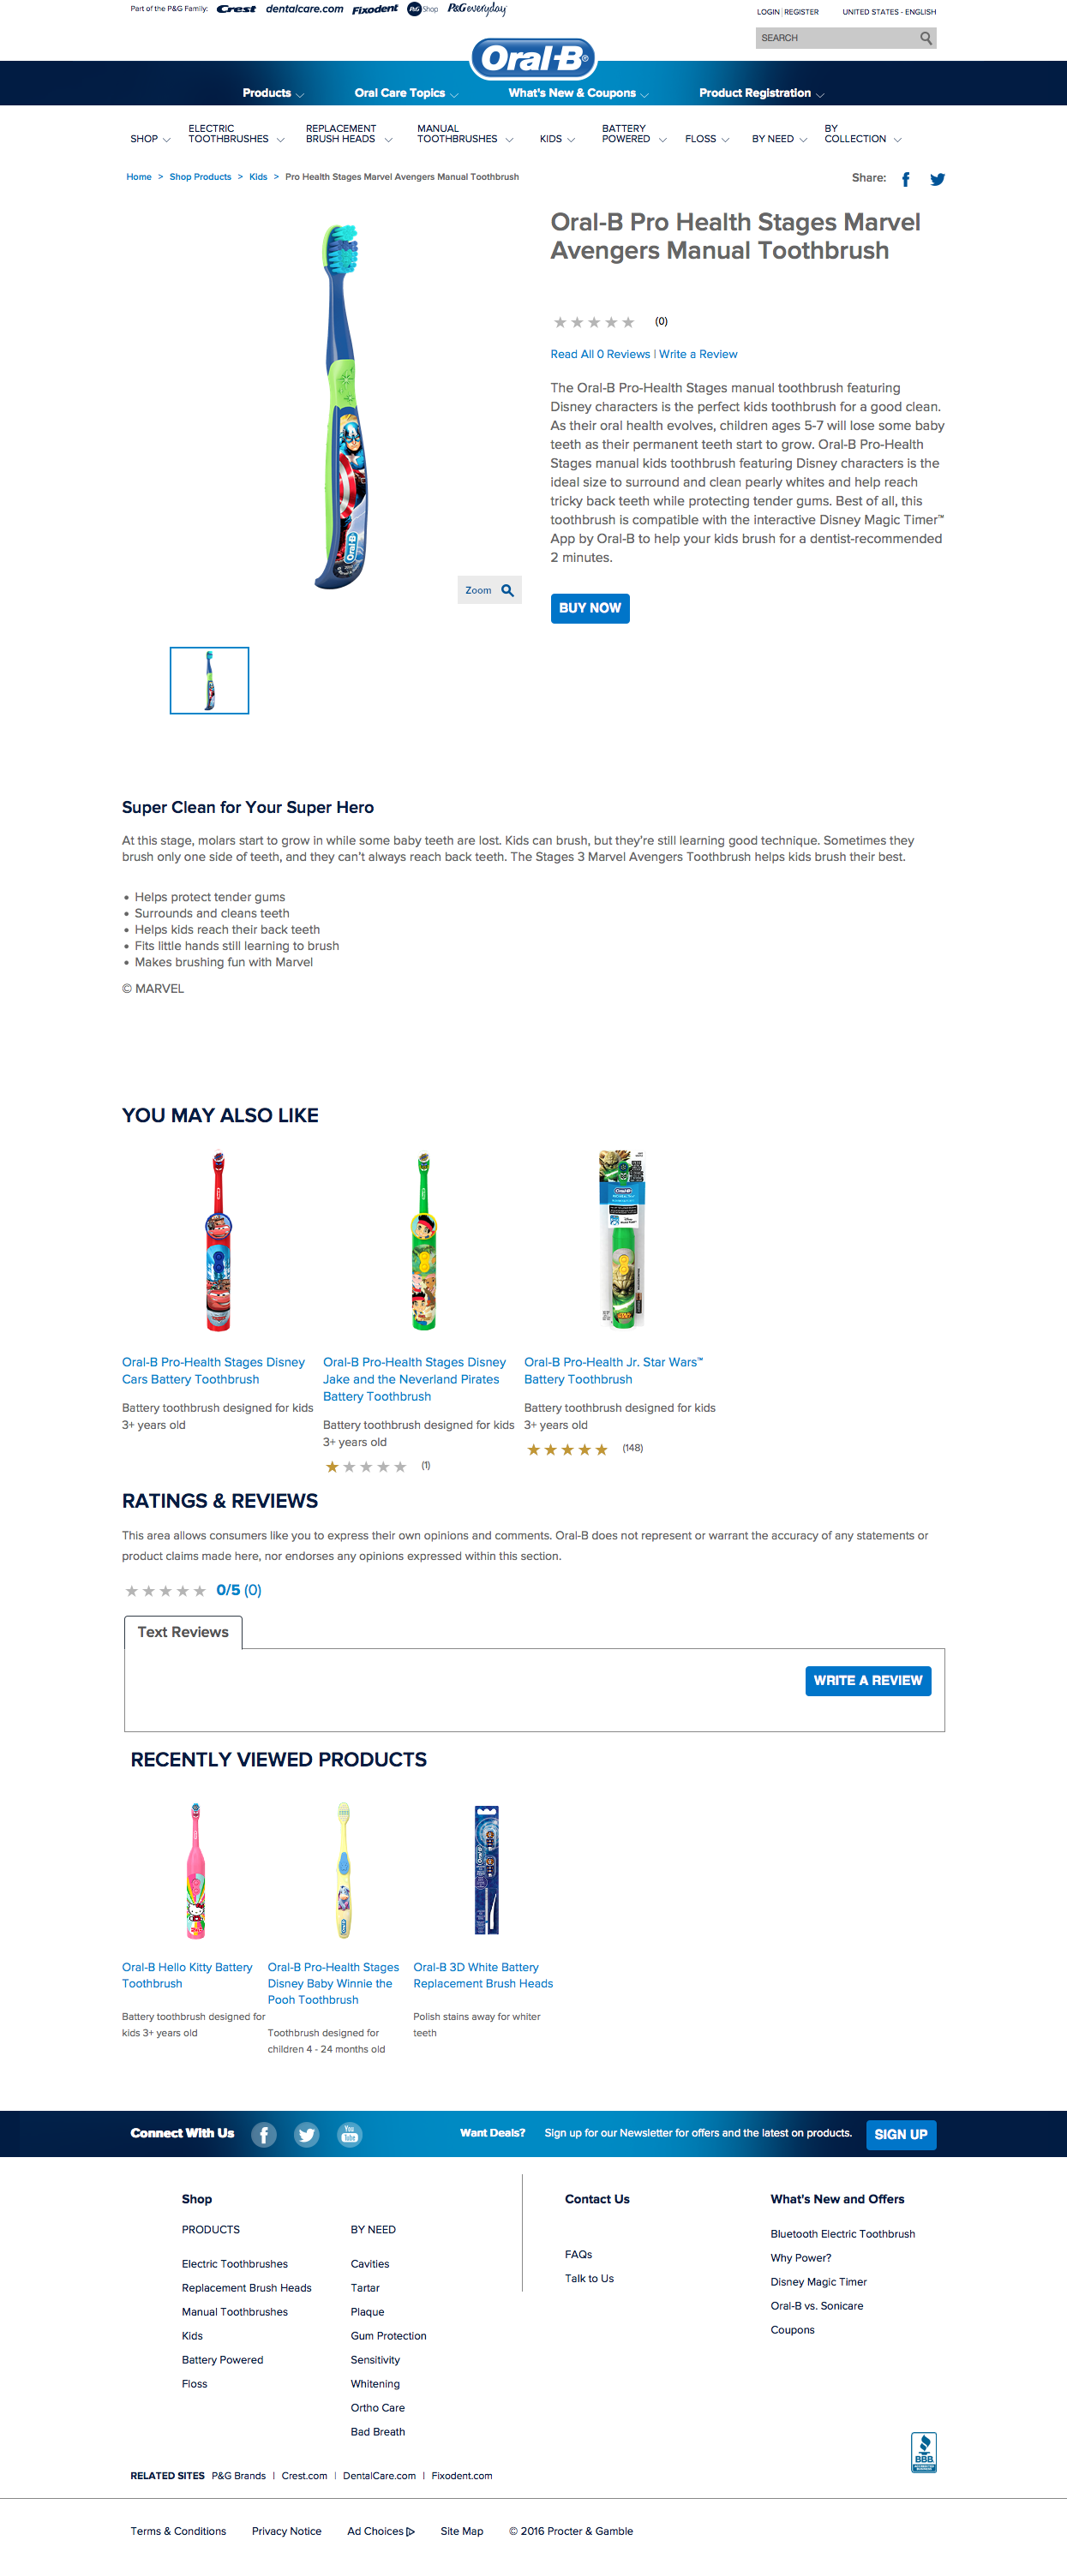 Part of the P&G Family: Crest dentalcare.com Fixodent P&G Shop P&G everyday
LOGIN | REGISTER UNITED STATES - ENGLISH
SEARCH
Oral-B
Products Oral Care Topics What's New & Coupons Product Registration
SHOP ELECTRIC TOOTHBRUSHES REPLACEMENT BRUSH HEADS MANUAL TOOTHBRUSHES KIDS BATTERY POWERED FLOSS BY NEED BY COLLECTION
Home > Shop Products > Kids > Pro Health Stages Marvel Avengers Manual Toothbrush
Share:
Oral-B Pro Health Stages Marvel
Avengers Manual Toothbrush
(0)
Read All 0 Reviews | Write a Review
The Oral-B Pro-Health Stages manual toothbrush featuring
Disney characters is the perfect kids toothbrush for a good clean.
As their oral health evolves, children ages 5-7 will lose some baby
teeth as their permanent teeth start to grow. Oral-B Pro-Health
Stages manual kids toothbrush featuring Disney characters is the
ideal size to surround and clean pearly whites and help reach
tricky back teeth while protecting tender gums. Best of all, this
toothbrush is compatible with the interactive Disney Magic Timer™
App by Oral-B to help your kids brush for a dentist-recommended
2 minutes.
Oral-B
Zoom
BUY NOW
Super Clean for Your Super Hero
At this stage, molars start to grow in while some baby teeth are lost. Kids can brush, but they're still learning good technique. Sometimes they
brush only one side of teeth, and they can't always reach back teeth. The Stages 3 Marvel Avengers Toothbrush helps kids brush their best.
• Helps protect tender gums
• Surrounds and cleans teeth
• Helps kids reach their back teeth
• Fits little hands still learning to brush
• Makes brushing fun with Marvel
© MARVEL
YOU MAY ALSO LIKE
Oral-B Pro-Health Stages Disney
Cars Battery Toothbrush
Battery toothbrush designed for kids
3+ years old
Oral-B Pro-Health Stages Disney
Jake and the Neverland Pirates
Battery Toothbrush
Battery toothbrush designed for kids
3+ years old
(1)
Oral-B Pro-Health Jr. Star Wars™
Battery Toothbrush
Battery toothbrush designed for kids
3+ years old
(148)
RATINGS & REVIEWS
This area allows consumers like you to express their own opinions and comments. Oral-B does not represent or warrant the accuracy of any statements or
product claims made here, nor endorses any opinions expressed within this section.
0/5 (0)
Text Reviews
WRITE A REVIEW
RECENTLY VIEWED PRODUCTS
Oral-B Hello Kitty Battery
Toothbrush
Battery toothbrush designed for
kids 3+ years old
Oral-B Pro-Health Stages
Disney Baby Winnie the
Pooh Toothbrush
Toothbrush designed for
children 4 - 24 months old
Oral-B 3D White Battery
Replacement Brush Heads
Polish stains away for whiter
teeth
Connect With Us You Tube Want Deals? Sign up for our Newsletter for offers and the latest on products. SIGN UP
Shop
PRODUCTS
Electric Toothbrushes
Replacement Brush Heads
Manual Toothbrushes
Kids
Battery Powered
Floss
BY NEED
Cavities
Tartar
Plaque
Gum Protection
Sensitivity
Whitening
Ortho Care
Bad Breath
Contact Us
FAQs
Talk to Us
What's New and Offers
Bluetooth Electric Toothbrush
Why Power?
Disney Magic Timer
Oral-B vs. Sonicare
Coupons
BBB
RELATED SITES P&G Brands | Crest.com | DentalCare.com | Fixodent.com
Terms & Conditions Privacy Notice Ad Choices Site Map © 2016 Procter & Gamble